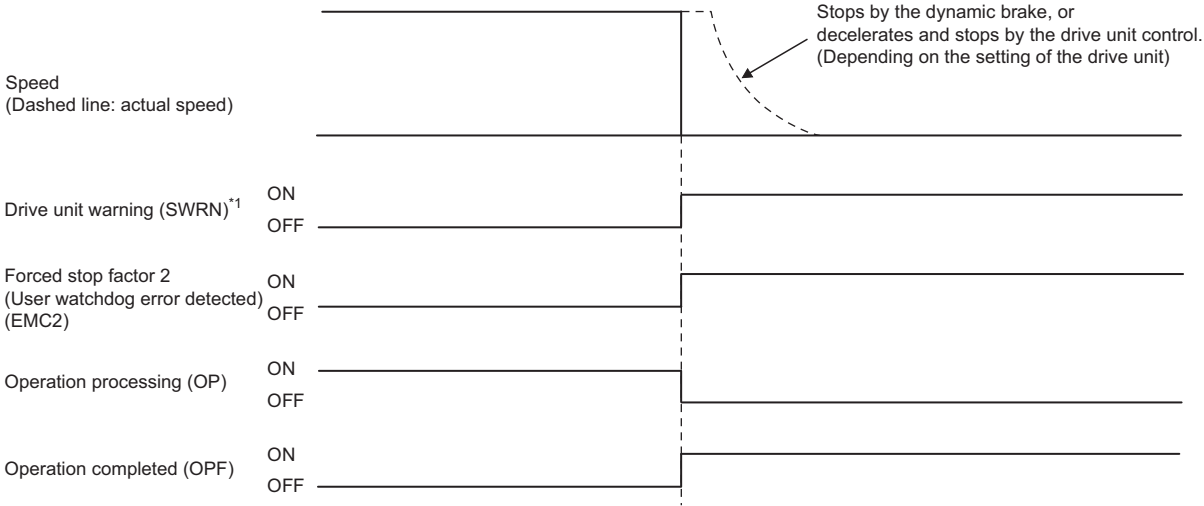 Stops by the dynamic brake, or
decelerates and stops by the drive unit control.
(Depending on the setting of the drive unit)
Speed
(Dashed line: actual speed)
Drive unit warning (SWRN)*1
ON
OFF
Forced stop factor 2
(User watchdog error detected)
(EMC2)
ON
OFF
Operation processing (OP)
ON
OFF
Operation completed (OPF)
ON
OFF